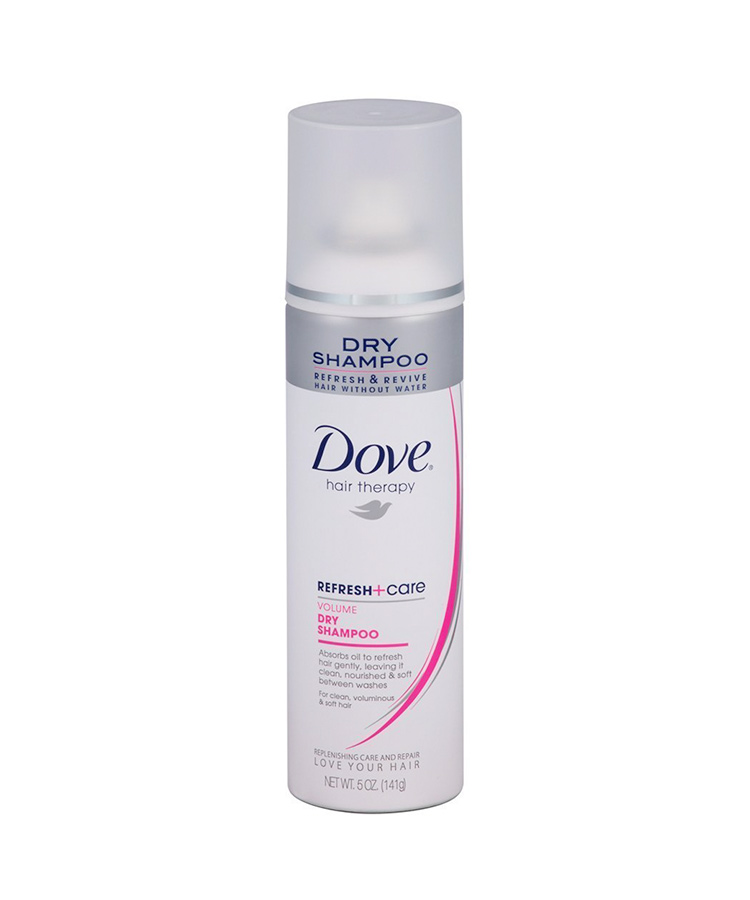 DRY
SHAMPOO
REFRESH & REVIVE
HAIR WITHOUT WATER
Dove®
hair therapy
REFRESH+care
VOLUME
DRY
SHAMPOO
Absorbs oil to refresh
hair gently, leaving it
clean, nourished & soft
between washes
For clean, voluminous
& soft hair
REPLENISHING CARE AND REPAIR
LOVE YOUR HAIR
NET WT. 5 OZ. (141g)